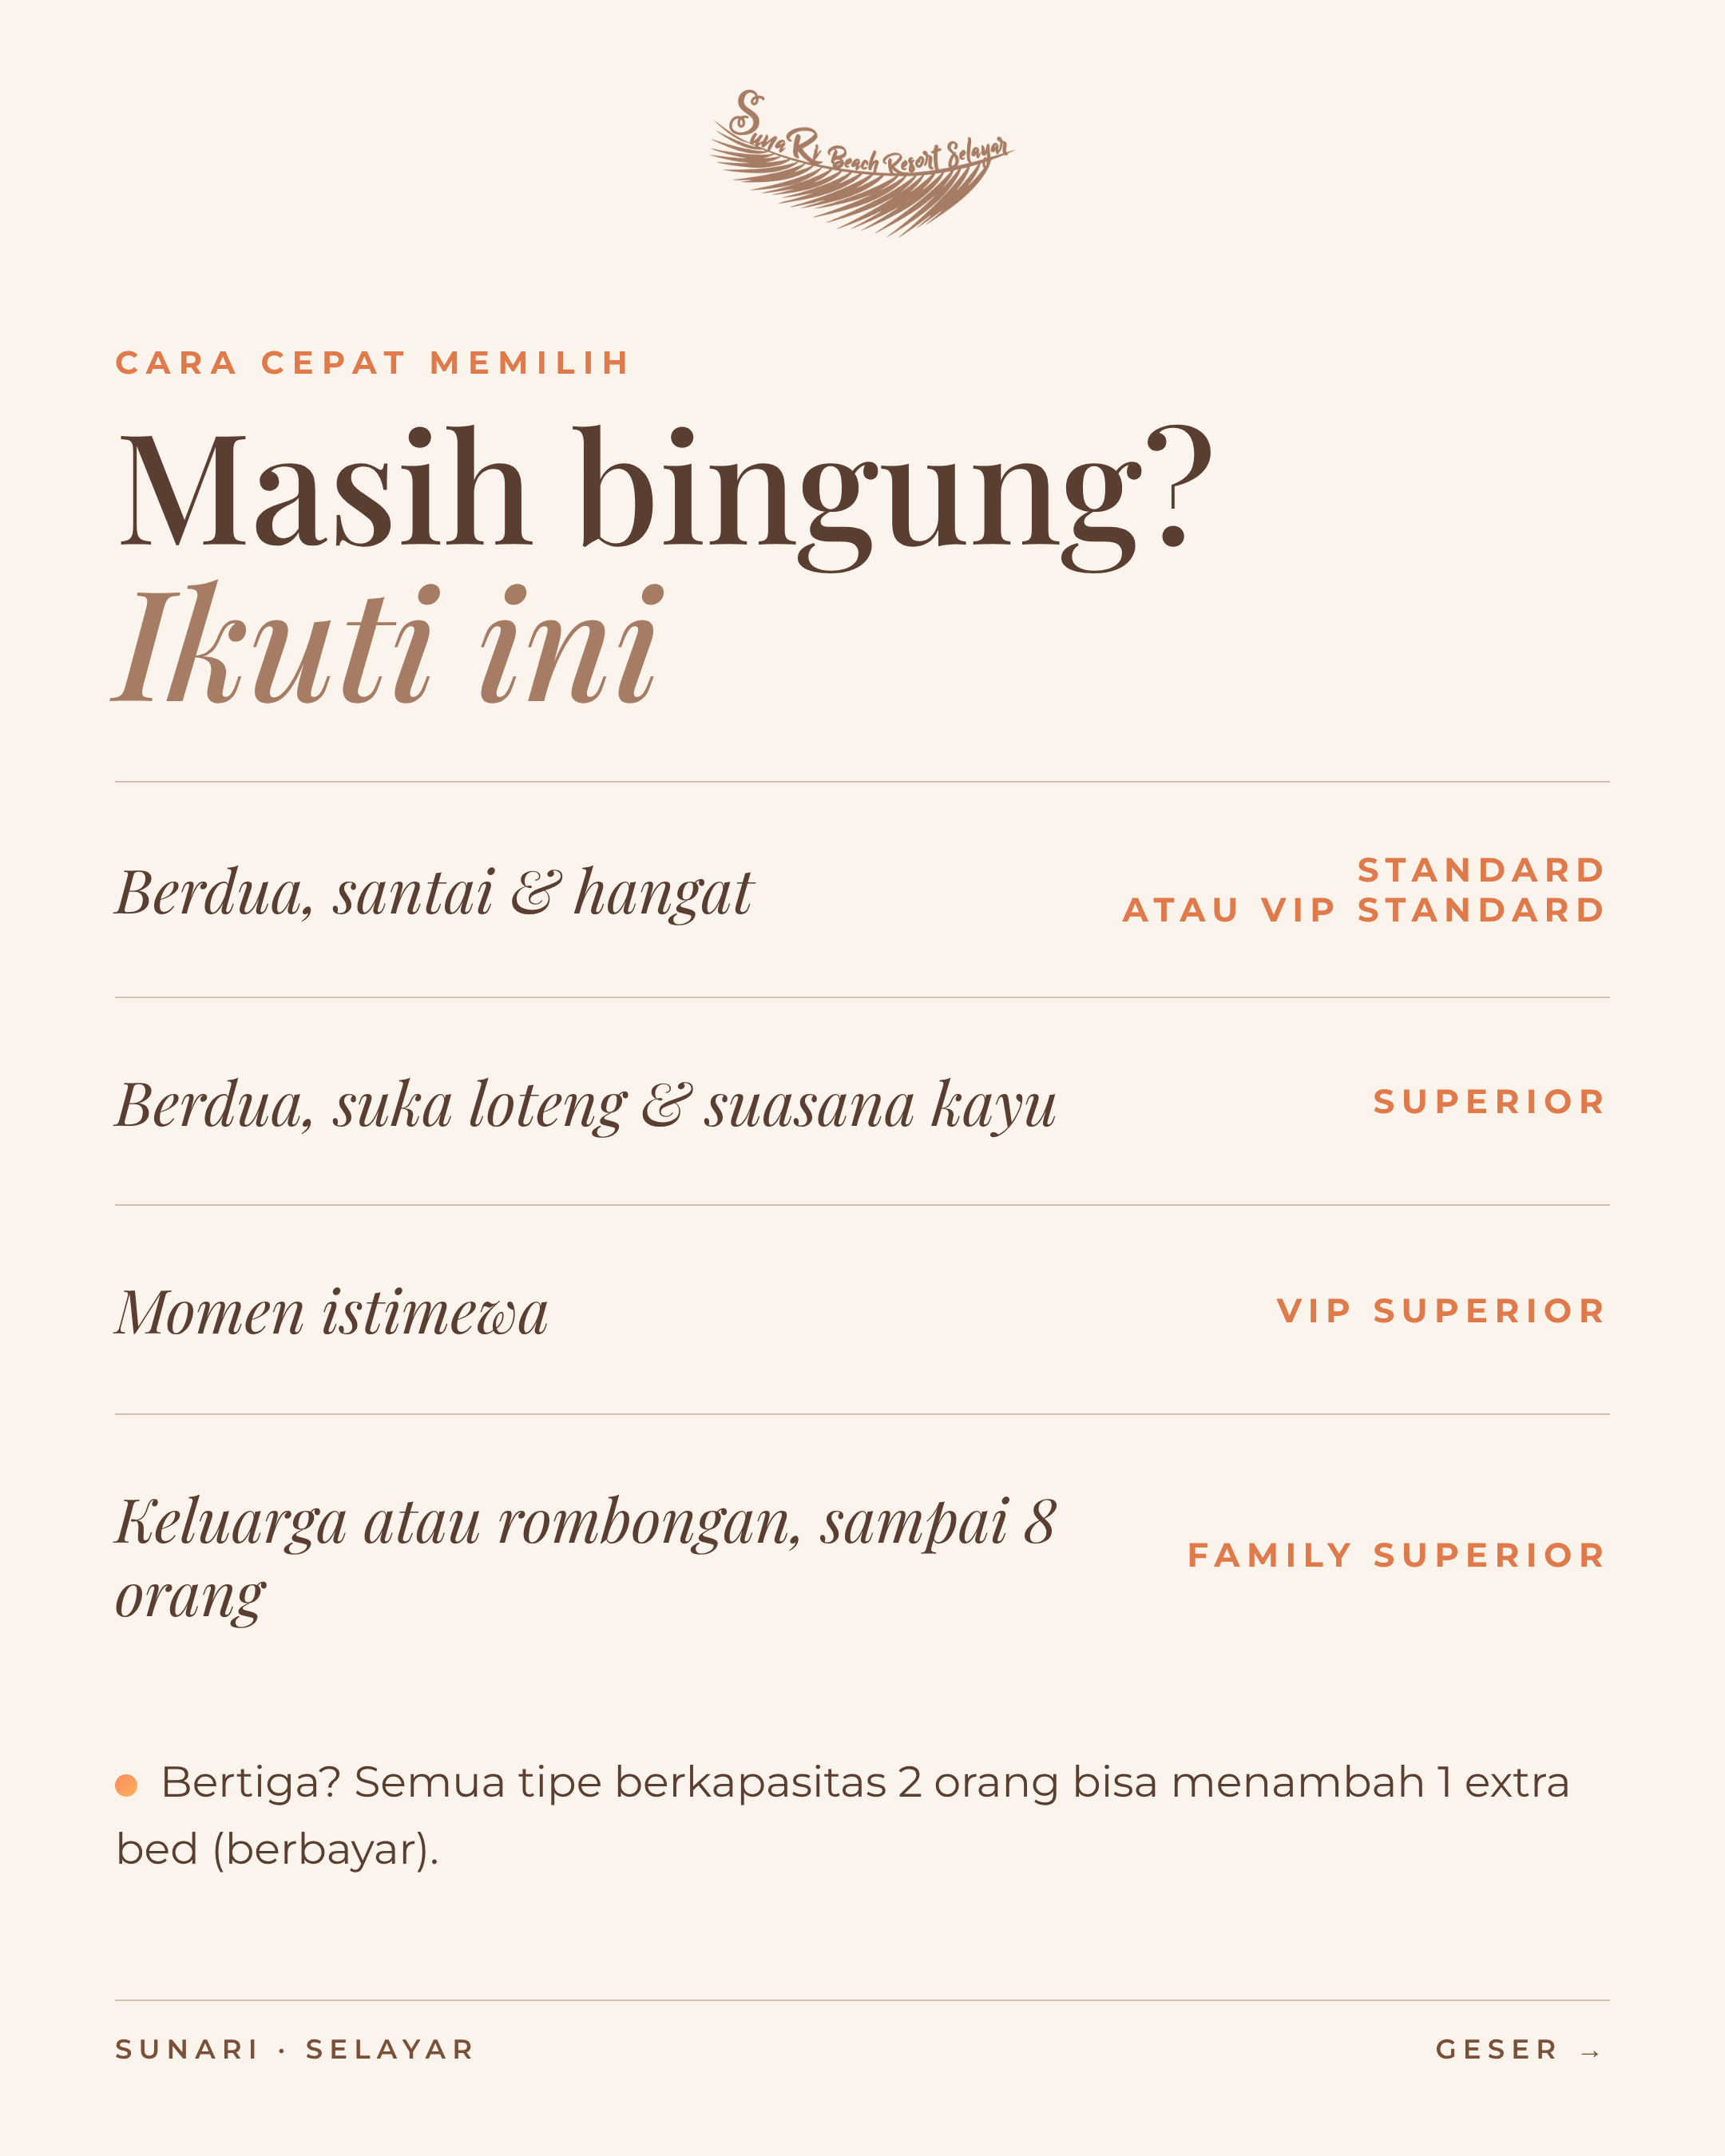 SunaRi Beach Resort Selayar
CARA CEPAT MEMILIH
Masih bingung?
Ikuti ini
Berdua, santai & hangat
STANDARD
ATAU VIP STANDARD
Berdua, suka loteng & suasana kayu
SUPERIOR
Momen istimewa
VIP SUPERIOR
Keluarga atau rombongan, sampai 8
orang
FAMILY SUPERIOR
Bertiga? Semua tipe berkapasitas 2 orang bisa menambah 1 extra
bed (berbayar).
SUNARI · SELAYAR
GESER →